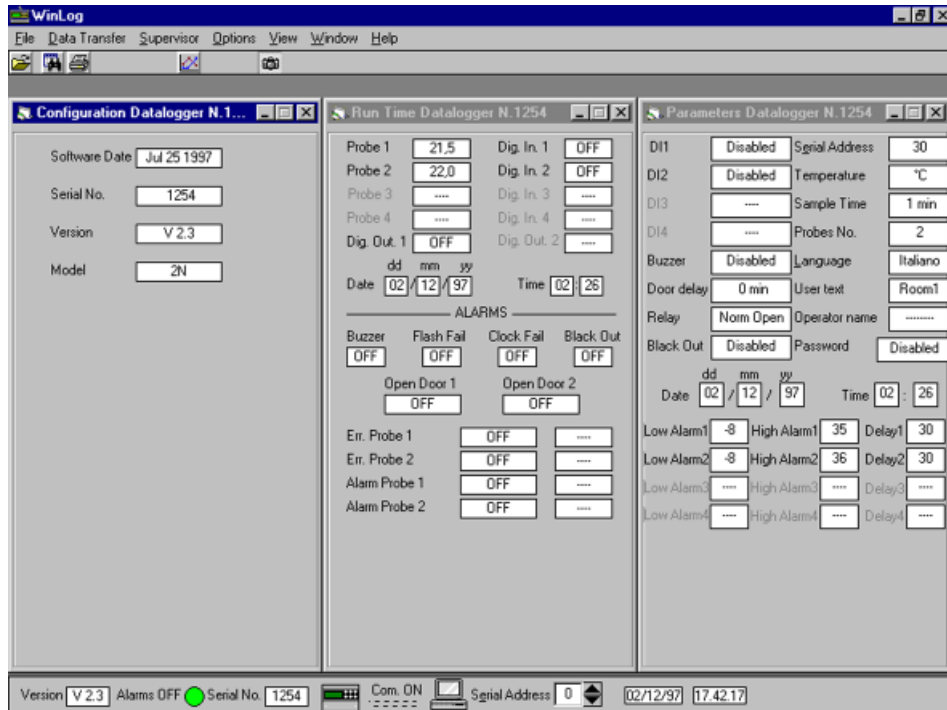 WinLog
File Data Transfer Supervisor Options View Window Help
Configuration Datalogger N.1...
Software Date Jul 25 1997
Serial No. 1254
Version V 2.3
Model 2N
Run Time Datalogger N.1254
Probe 1 21,5 Dig. In. 1 OFF
Probe 2 22,0 Dig. In. 2 OFF
Probe 3 ---- Dig. In. 3 ----
Probe 4 ---- Dig. In. 4 ----
Dig. Out. 1 OFF Dig. Out. 2 ----
dd mm yy
Date 02 / 12 / 97 Time 02 : 26
ALARMS
Buzzer Flash Fail Clock Fail Black Out
OFF OFF OFF OFF
Open Door 1 Open Door 2
OFF OFF
Err. Probe 1 OFF ----
Err. Probe 2 OFF ----
Alarm Probe 1 OFF ----
Alarm Probe 2 OFF ----
Parameters Datalogger N.1254
DI1 Disabled Serial Address 30
DI2 Disabled Temperature °C
DI3 ---- Sample Time 1 min
DI4 ---- Probes No. 2
Buzzer Disabled Language Italiano
Door delay 0 min User text Room1
Relay Norm Open Operator name --------
Black Out Disabled Password Disabled
dd mm yy
Date 02 / 12 / 97 Time 02 : 26
Low Alarm1 -8 High Alarm1 35 Delay1 30
Low Alarm2 -8 High Alarm2 36 Delay2 30
Low Alarm3 ---- High Alarm3 ---- Delay3 ----
Low Alarm4 ---- High Alarm4 ---- Delay4 ----
Version V 2.3 Alarms OFF Serial No. 1254 Com. ON Serial Address 0 02/12/97 17.42.17